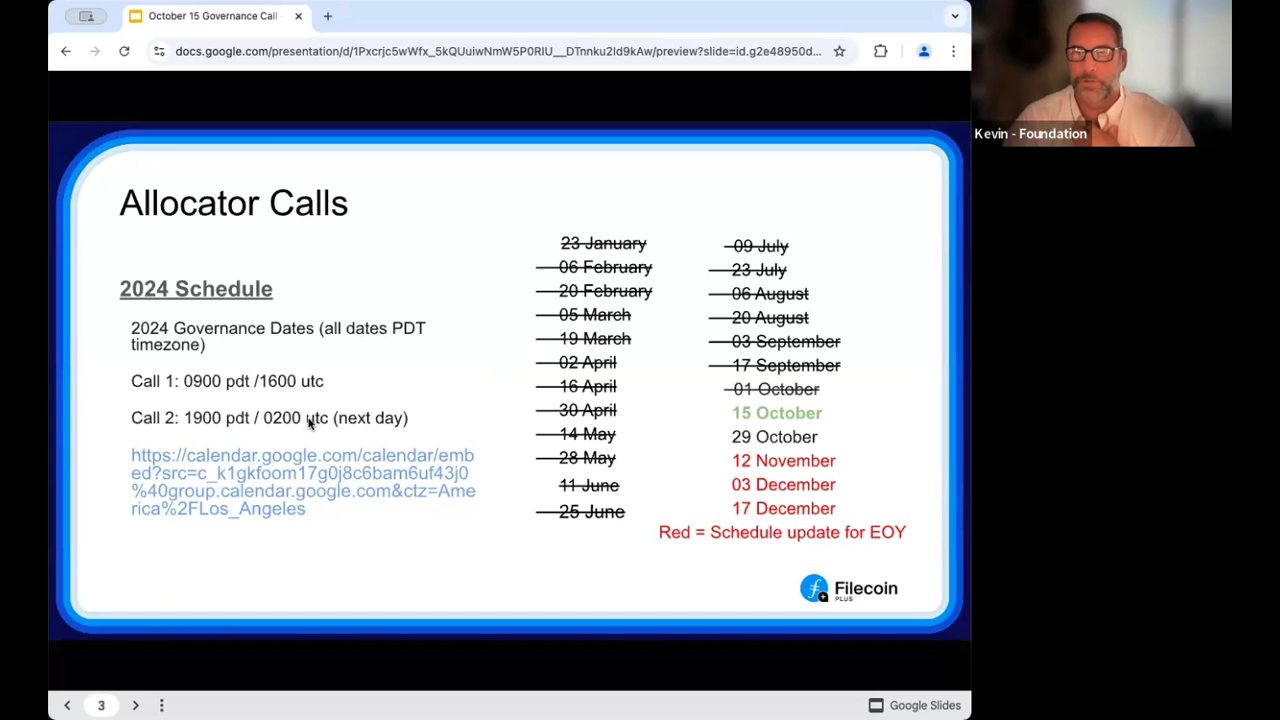 October 15 Governance Call
docs.google.com/presentation/d/1Pxcrjc5wWfx_5kQUuiwNmW5P0RIU__DTnnku2Id9kAw/preview?slide=id.g2e48950d...
Kevin - Foundation
Allocator Calls
2024 Schedule
2024 Governance Dates (all dates PDT
timezone)
Call 1: 0900 pdt /1600 utc
Call 2: 1900 pdt / 0200 utc (next day)
https://calendar.google.com/calendar/emb
ed?src=c_k1gkfoom17g0j8c6bam6uf43j0
%40group.calendar.google.com&ctz=Ame
rica%2FLos_Angeles
23 January
06 February
20 February
05 March
19 March
02 April
16 April
30 April
14 May
28 May
11 June
25 June
09 July
23 July
06 August
20 August
03 September
17 September
01 October
15 October
29 October
12 November
03 December
17 December
Red = Schedule update for EOY
Filecoin
PLUS
3
Google Slides